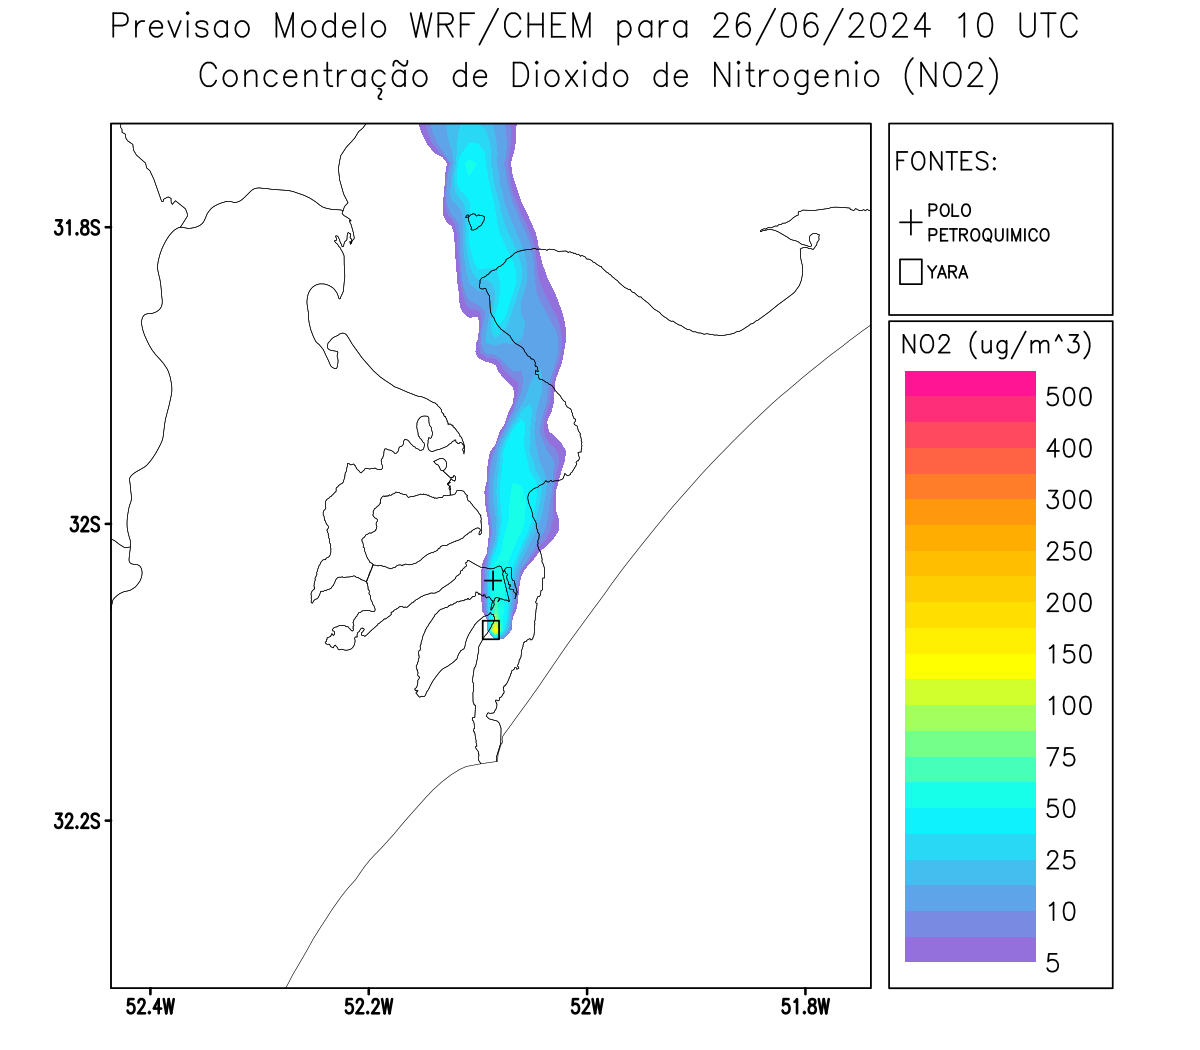 Previsao Modelo WRF/CHEM para 26/06/2024 10 UTC
Concentração de Dioxido de Nitrogenio (NO2)
FONTES:
POLO
PETROQUIMICO
YARA
NO2 (ug/m^3)
500
400
300
250
200
150
100
75
50
25
10
5
31.8S
32S
32.2S
52.4W
52.2W
52W
51.8W